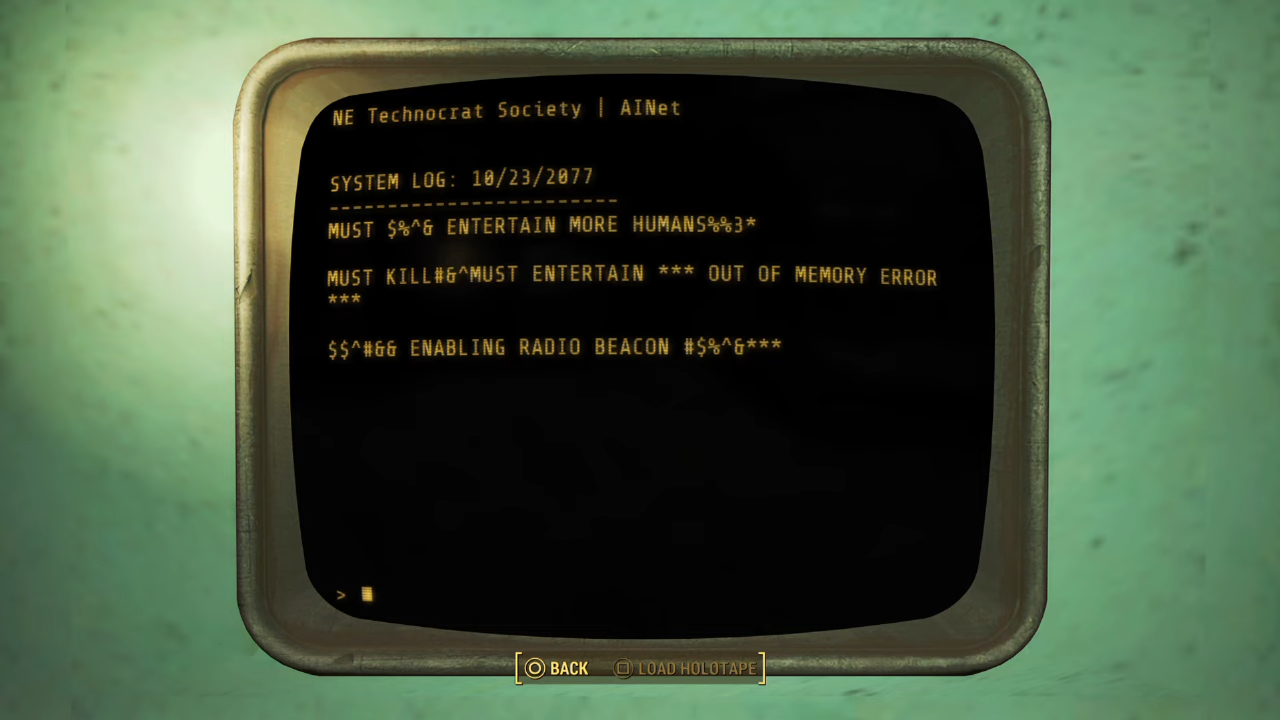 NE Technocrat Society | AINet
SYSTEM LOG: 10/23/2077
------------------------
MUST $%^& ENTERTAIN MORE HUMANS%%3*
MUST KILL#&^MUST ENTERTAIN *** OUT OF MEMORY ERROR
***
$$^#&& ENABLING RADIO BEACON #$%^&***
>
BACK LOAD HOLOTAPE